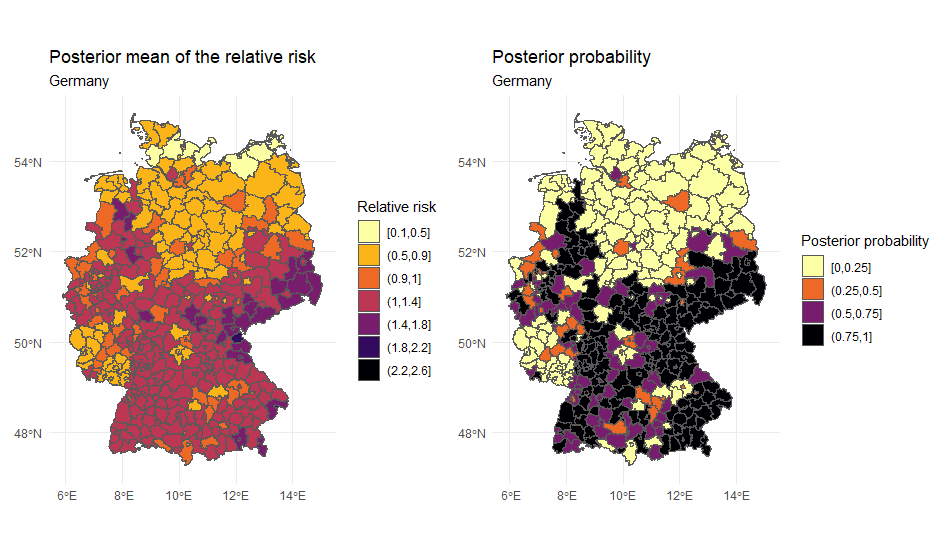 Posterior mean of the relative risk
Germany
54°N
52°N
50°N
48°N
6°E
8°E
10°E
12°E
14°E
Relative risk
[0.1,0.5]
(0.5,0.9]
(0.9,1]
(1,1.4]
(1.4,1.8]
(1.8,2.2]
(2.2,2.6]
Posterior probability
Germany
54°N
52°N
50°N
48°N
6°E
8°E
10°E
12°E
14°E
Posterior probability
[0,0.25]
(0.25,0.5]
(0.5,0.75]
(0.75,1]